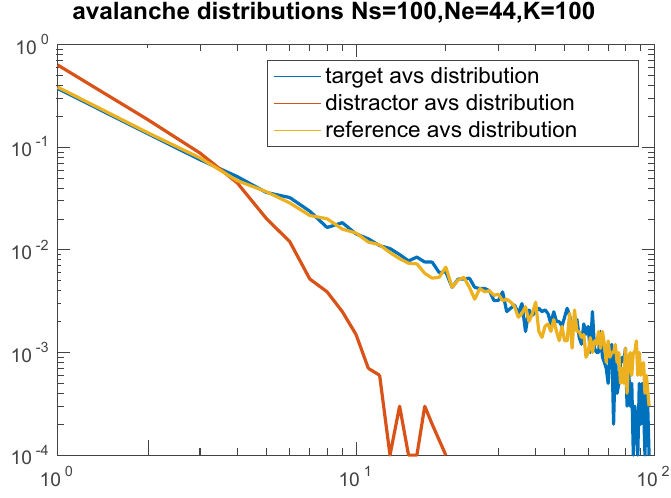 avalanche distributions Ns=100,Ne=44,K=100
10^0
target avs distribution
distractor avs distribution
reference avs distribution
10^-1
10^-2
10^-3
10^-4
10^0
10^1
10^2